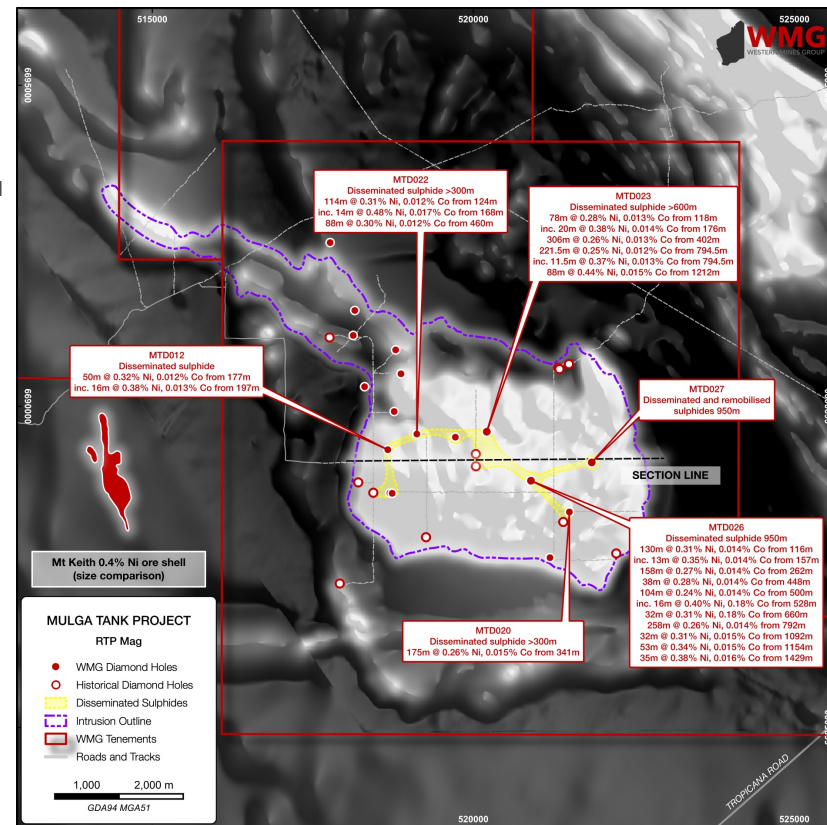 515000
520000
525000
WMG
WESTERN MINES GROUP
6695000
MTD022
Disseminated sulphide >300m
114m @ 0.31% Ni, 0.012% Co from 124m
inc. 14m @ 0.48% Ni, 0.017% Co from 168m
88m @ 0.30% Ni, 0.012% Co from 460m
MTD023
Disseminated sulphide >600m
78m @ 0.28% Ni, 0.013% Co from 118m
inc. 20m @ 0.38% Ni, 0.014% Co from 176m
306m @ 0.26% Ni, 0.013% Co from 402m
221.5m @ 0.25% Ni, 0.012% Co from 794.5m
inc. 11.5m @ 0.37% Ni, 0.013% Co from 794.5m
88m @ 0.44% Ni, 0.015% Co from 1212m
MTD012
Disseminated sulphide
50m @ 0.32% Ni, 0.012% Co from 177m
inc. 16m @ 0.38% Ni, 0.013% Co from 197m
MTD027
Disseminated and remobilised
sulphides 950m
SECTION LINE
MTD026
Disseminated sulphide 950m
130m @ 0.31% Ni, 0.014% Co from 116m
inc. 13m @ 0.35% Ni, 0.014% Co from 157m
158m @ 0.27% Ni, 0.014% Co from 262m
38m @ 0.28% Ni, 0.014% Co from 448m
104m @ 0.24% Ni, 0.014% Co from 500m
inc. 16m @ 0.40% Ni, 0.18% Co from 528m
32m @ 0.31% Ni, 0.18% Co from 660m
258m @ 0.26% Ni, 0.014% from 792m
32m @ 0.31% Ni, 0.015% Co from 1092m
53m @ 0.34% Ni, 0.015% Co from 1154m
35m @ 0.38% Ni, 0.016% Co from 1429m
MTD020
Disseminated sulphide >300m
175m @ 0.26% Ni, 0.015% Co from 341m
Mt Keith 0.4% Ni ore shell
(size comparison)
MULGA TANK PROJECT
RTP Mag
WMG Diamond Holes
Historical Diamond Holes
Disseminated Sulphides
Intrusion Outline
WMG Tenements
Roads and Tracks
1,000 2,000 m
GDA94 MGA51
TROPICANA ROAD
520000
525000